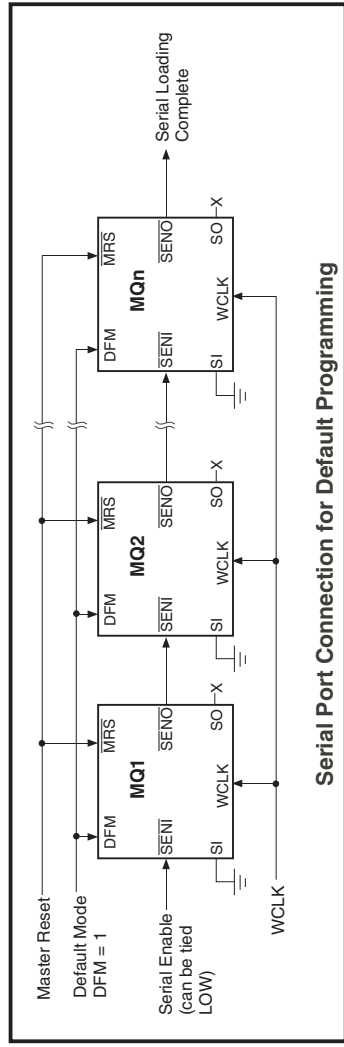 Master Reset
Default Mode
DFM = 1
Serial Enable
(can be tied
LOW)
WCLK
DFM
MRS
MQ1
SENI
SENO
WCLK
SI
SO
X
DFM
MRS
MQ2
SENI
SENO
WCLK
SI
SO
X
DFM
MRS
MQn
SENI
SENO
WCLK
SI
SO
X
Serial Loading
Complete
Serial Port Connection for Default Programming